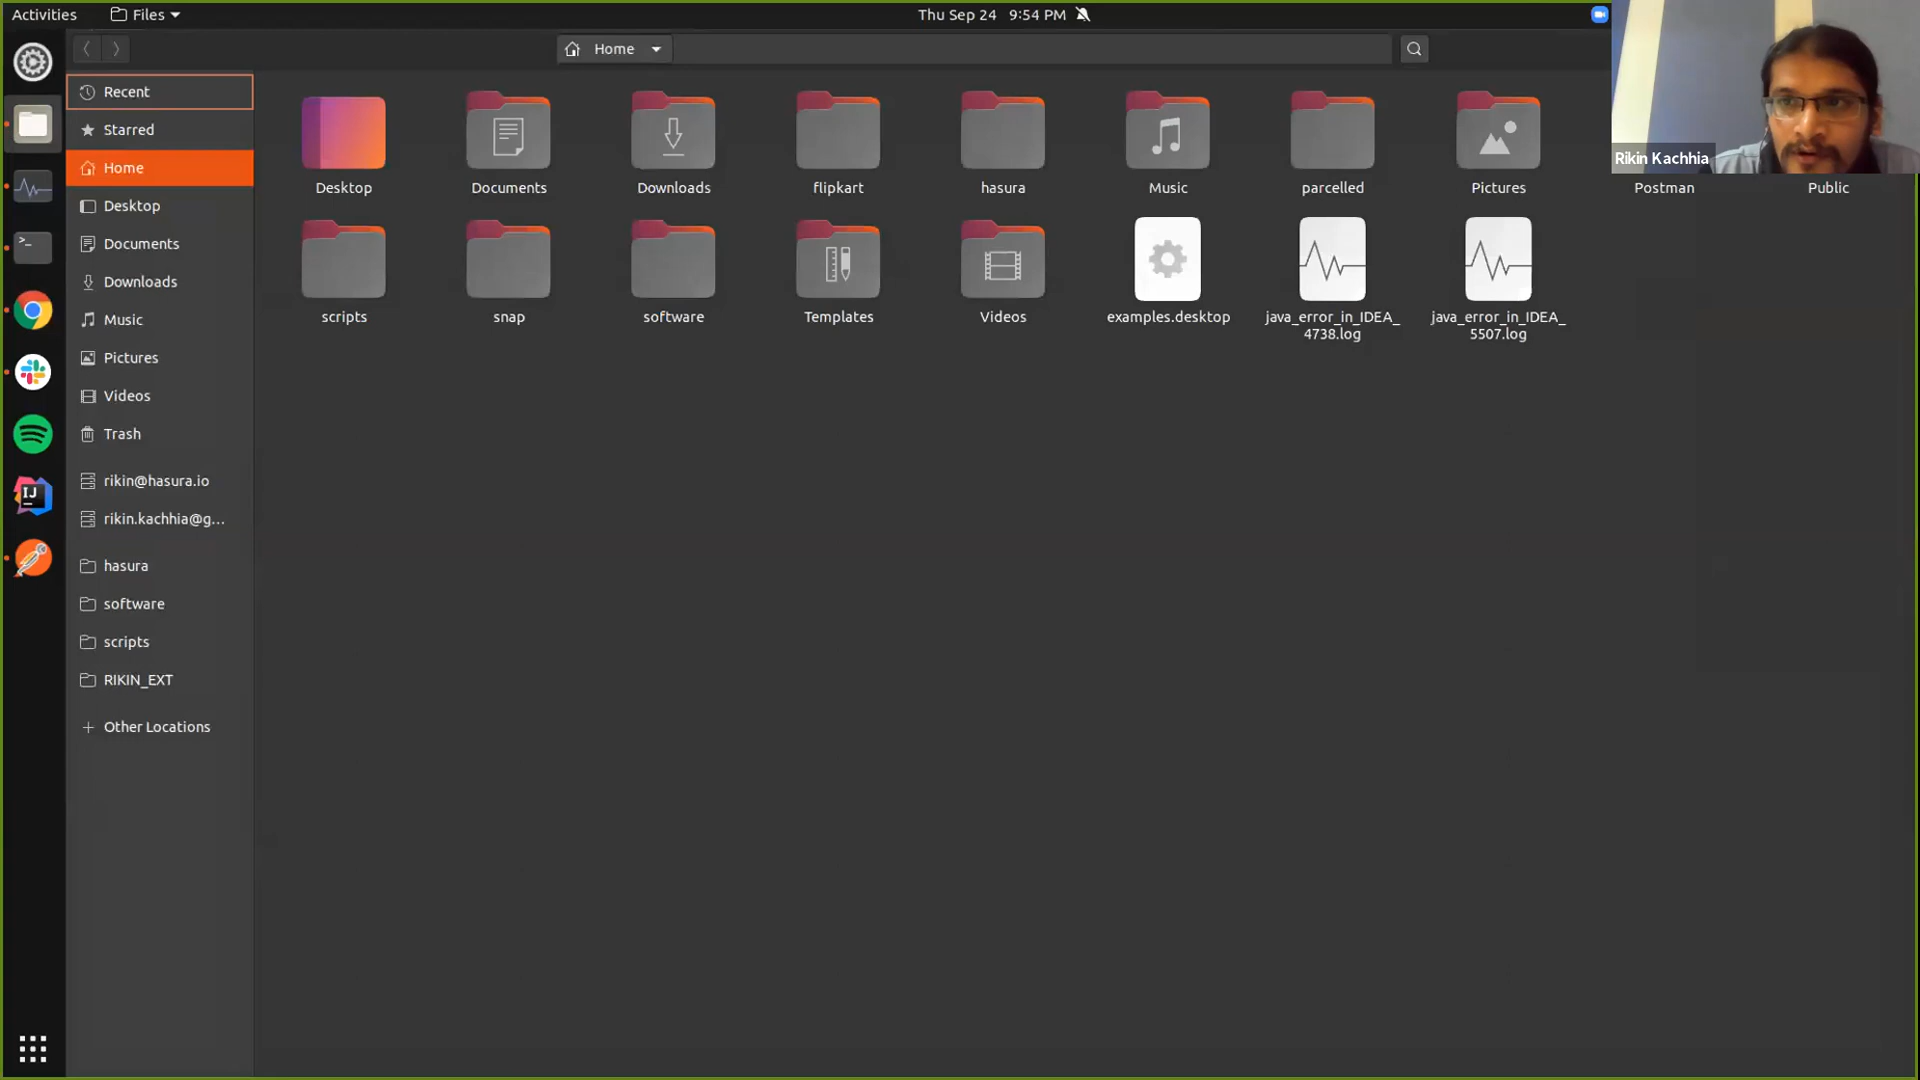 Activities
Files
Thu Sep 24 9:54 PM
Home
Rikin Kachhia
Recent
Starred
Home
Desktop
Documents
Downloads
Music
Pictures
Videos
Trash
rikin@hasura.io
rikin.kachhia@g...
hasura
software
scripts
RIKIN_EXT
+ Other Locations
Desktop
Documents
Downloads
flipkart
hasura
Music
parcelled
Pictures
Postman
Public
scripts
snap
software
Templates
Videos
examples.desktop
java_error_in_IDEA_
4738.log
java_error_in_IDEA_
5507.log
>_
IJ